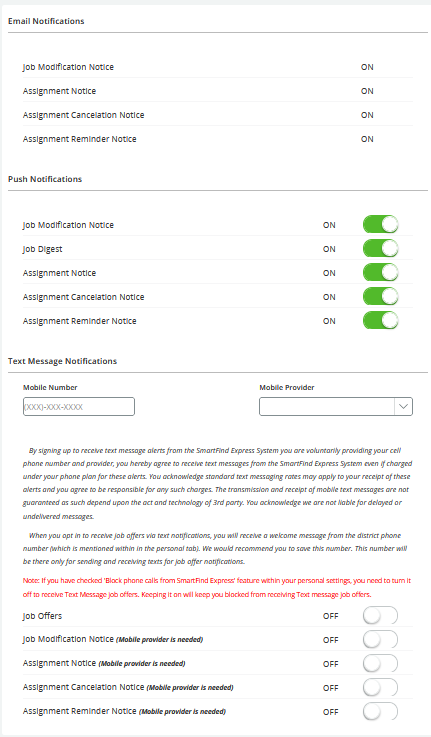 Email Notifications
Job Modification Notice ON
Assignment Notice ON
Assignment Cancelation Notice ON
Assignment Reminder Notice ON
Push Notifications
Job Modification Notice ON
Job Digest ON
Assignment Notice ON
Assignment Cancelation Notice ON
Assignment Reminder Notice ON
Text Message Notifications
Mobile Number Mobile Provider
(XXX)-XXX-XXXX
By signing up to receive text message alerts from the SmartFind Express System you are voluntarily providing your cell
phone number and provider, you hereby agree to receive text messages from the SmartFind Express System even if charged
under your phone plan for these alerts. You acknowledge standard text messaging rates may apply to your receipt of these
alerts and you agree to be responsible for any such charges. The transmission and receipt of mobile text messages are not
guaranteed as such depend upon the act and technology of 3rd party. You acknowledge we are not liable for delayed or
undelivered messages.
When you opt in to receive job offers via text notifications, you will receive a welcome message from the district phone
number (which is mentioned within in the personal tab). We would recommend you to save this number. This number will
be there only for sending and receiving texts for job offer notifications.
Note: If you have checked 'Block phone calls from SmartFind Express' feature within your personal settings, you need to turn it
off to receive Text Message job offers. Keeping it on will keep you blocked from receiving Text message job offers.
Job Offers OFF
Job Modification Notice (Mobile provider is needed) OFF
Assignment Notice (Mobile provider is needed) OFF
Assignment Cancelation Notice (Mobile provider is needed) OFF
Assignment Reminder Notice (Mobile provider is needed) OFF